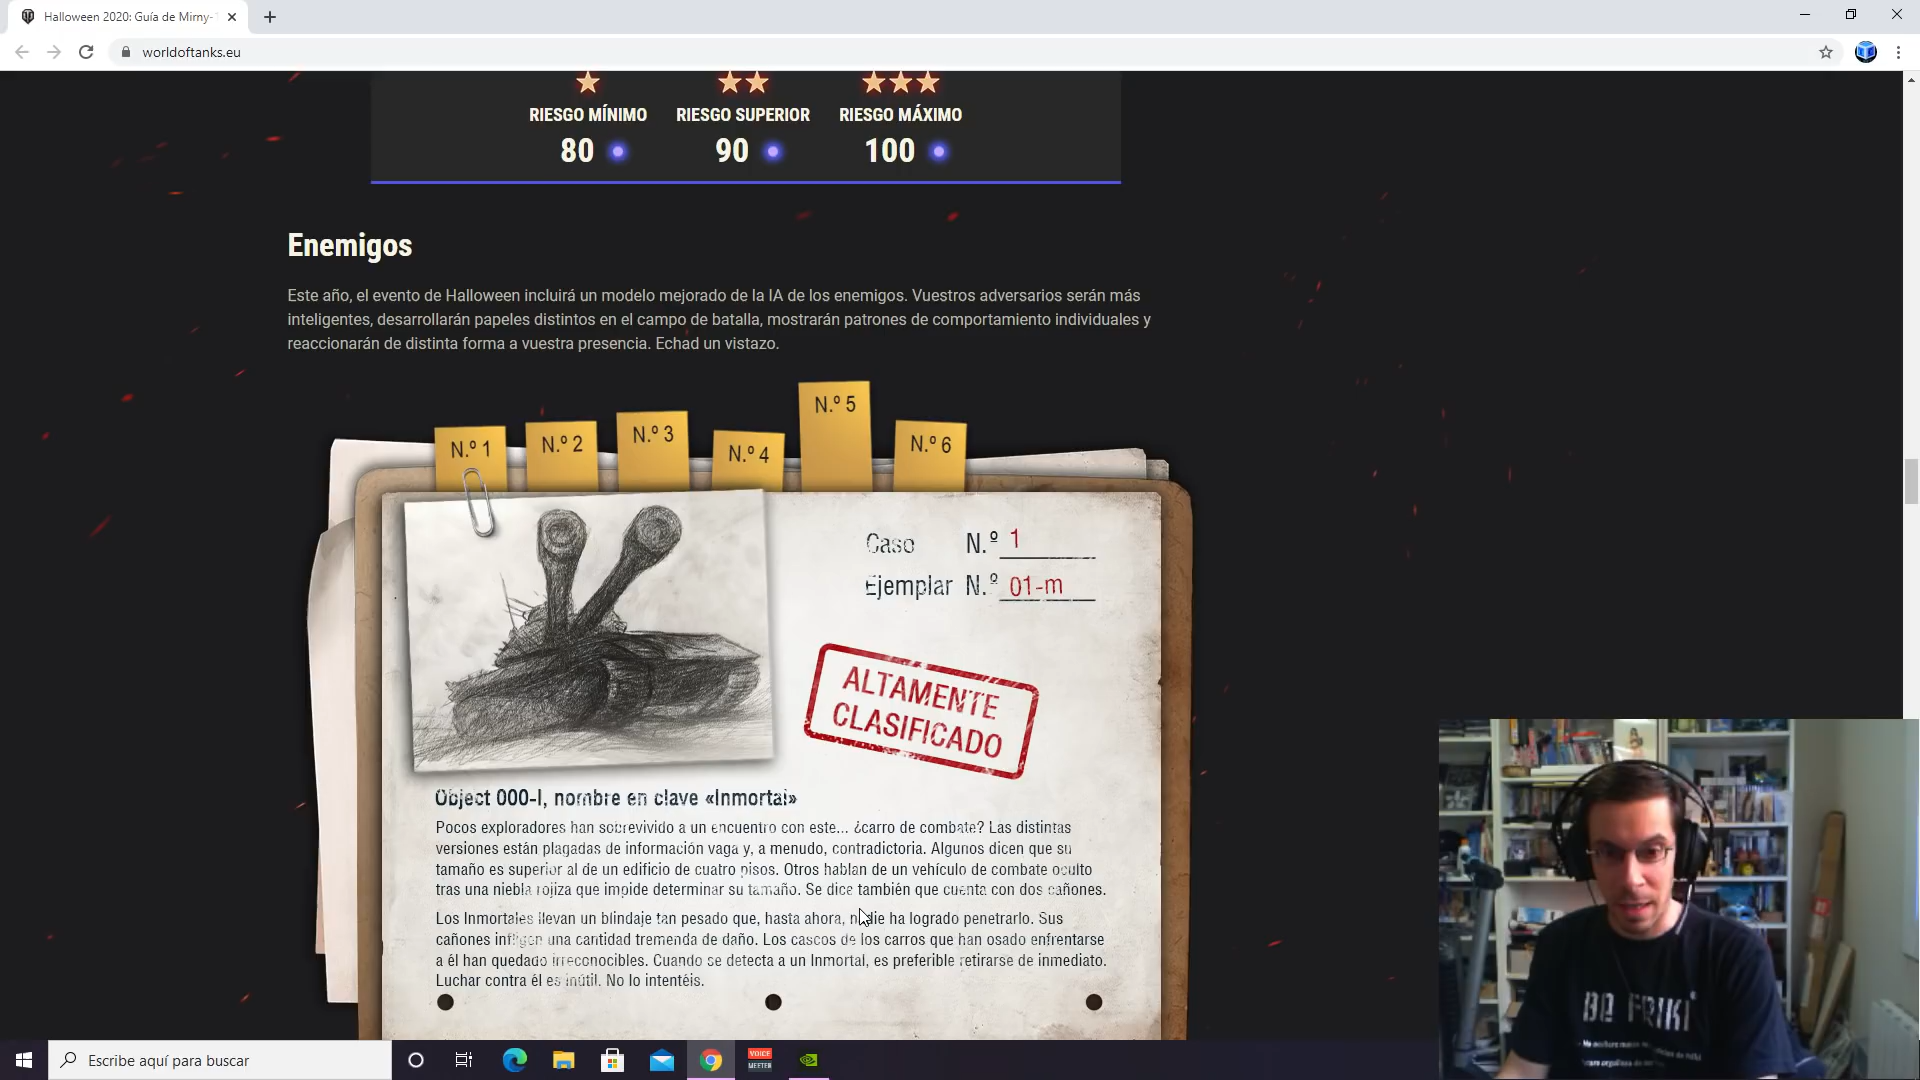 Halloween 2020: Guía de Mirny-
worldoftanks.eu
RIESGO MÍNIMO
RIESGO SUPERIOR
RIESGO MÁXIMO
80
90
100
Enemigos
Este año, el evento de Halloween incluirá un modelo mejorado de la IA de los enemigos. Vuestros adversarios serán más
inteligentes, desarrollarán papeles distintos en el campo de batalla, mostrarán patrones de comportamiento individuales y
reaccionarán de distinta forma a vuestra presencia. Echad un vistazo.
N.º 1
N.º 2
N.º 3
N.º 4
N.º 5
N.º 6
Caso N.º 1
Ejemplar N.º 01-m
ALTAMENTE
CLASIFICADO
Object 000-I, nombre en clave «Inmortal»
Pocos exploradores han sobrevivido a un encuentro con este... ¿carro de combate? Las distintas
versiones están plagadas de información vaga y, a menudo, contradictoria. Algunos dicen que su
tamaño es superior al de un edificio de cuatro pisos. Otros hablan de un vehículo de combate oculto
tras una niebla rojiza que impide determinar su tamaño. Se dice también que cuenta con dos cañones.
Los Inmortales llevan un blindaje tan pesado que, hasta ahora, nadie ha logrado penetrarlo. Sus
cañones infligen una cantidad tremenda de daño. Los cascos de los carros que han osado enfrentarse
a él han quedado irreconocibles. Cuando se detecta a un Inmortal, es preferible retirarse de inmediato.
Luchar contra él es inútil. No lo intentéis.
BE FRIKI
Escribe aquí para buscar
VOICE
MEETER